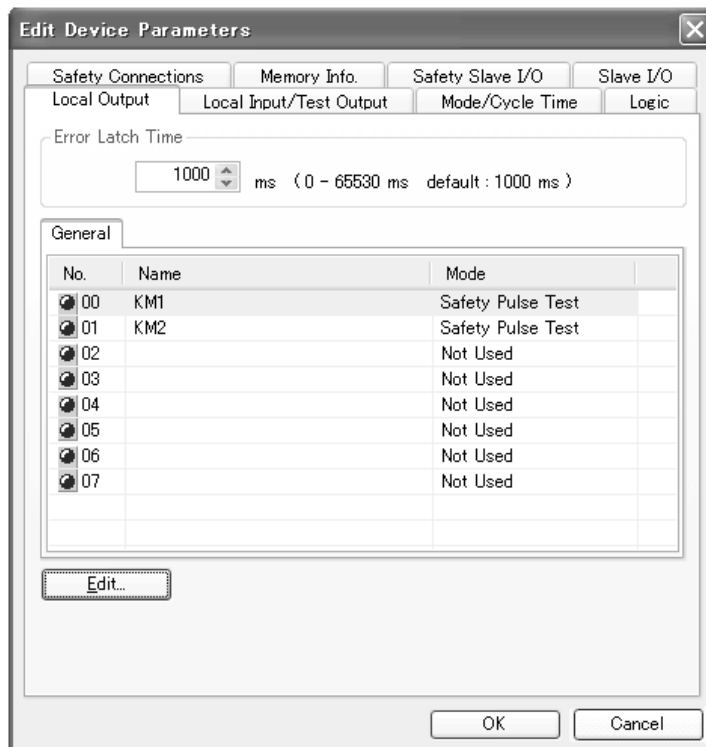 Edit Device Parameters
Safety Connections Memory Info. Safety Slave I/O Slave I/O
Local Output Local Input/Test Output Mode/Cycle Time Logic
Error Latch Time
1000 ms ( 0 - 65530 ms default : 1000 ms )
General
No. Name Mode
00 KM1 Safety Pulse Test
01 KM2 Safety Pulse Test
02 Not Used
03 Not Used
04 Not Used
05 Not Used
06 Not Used
07 Not Used
Edit...
OK Cancel